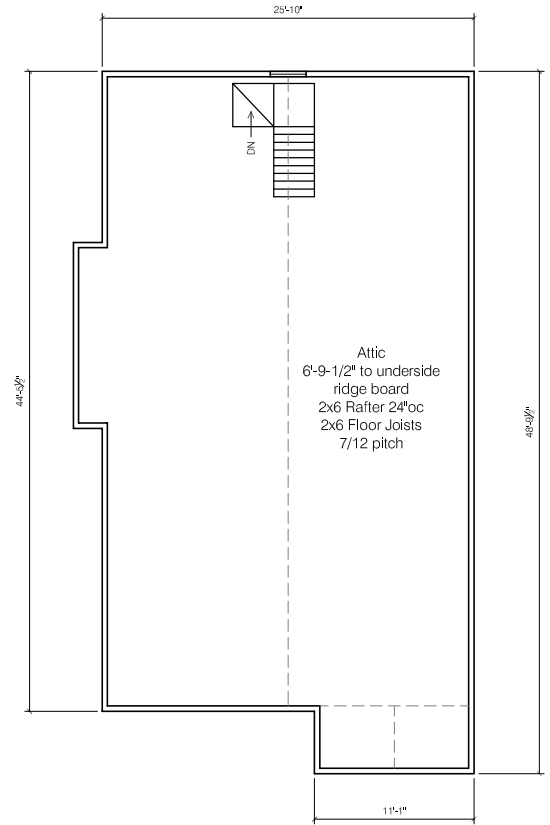 25'-10"
DN
Attic
6'-9-1/2" to underside
ridge board
2x6 Rafter 24"oc
2x6 Floor Joists
7/12 pitch
44'-5½"
48'-9½"
11'-1"